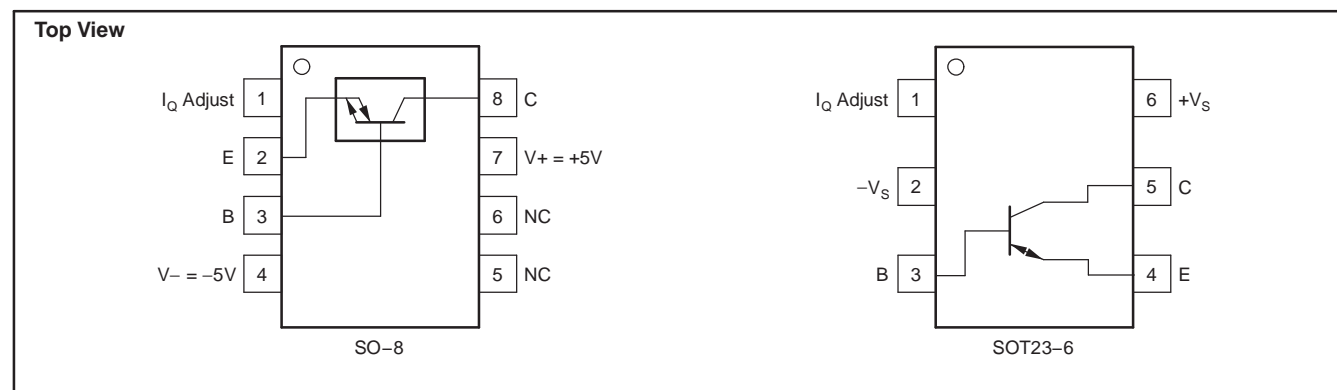 Top View
I_Q Adjust 1
E 2
B 3
V− = −5V 4
8 C
7 V+ = +5V
6 NC
5 NC
SO−8
I_Q Adjust 1
−V_S 2
B 3
6 +V_S
5 C
4 E
SOT23−6